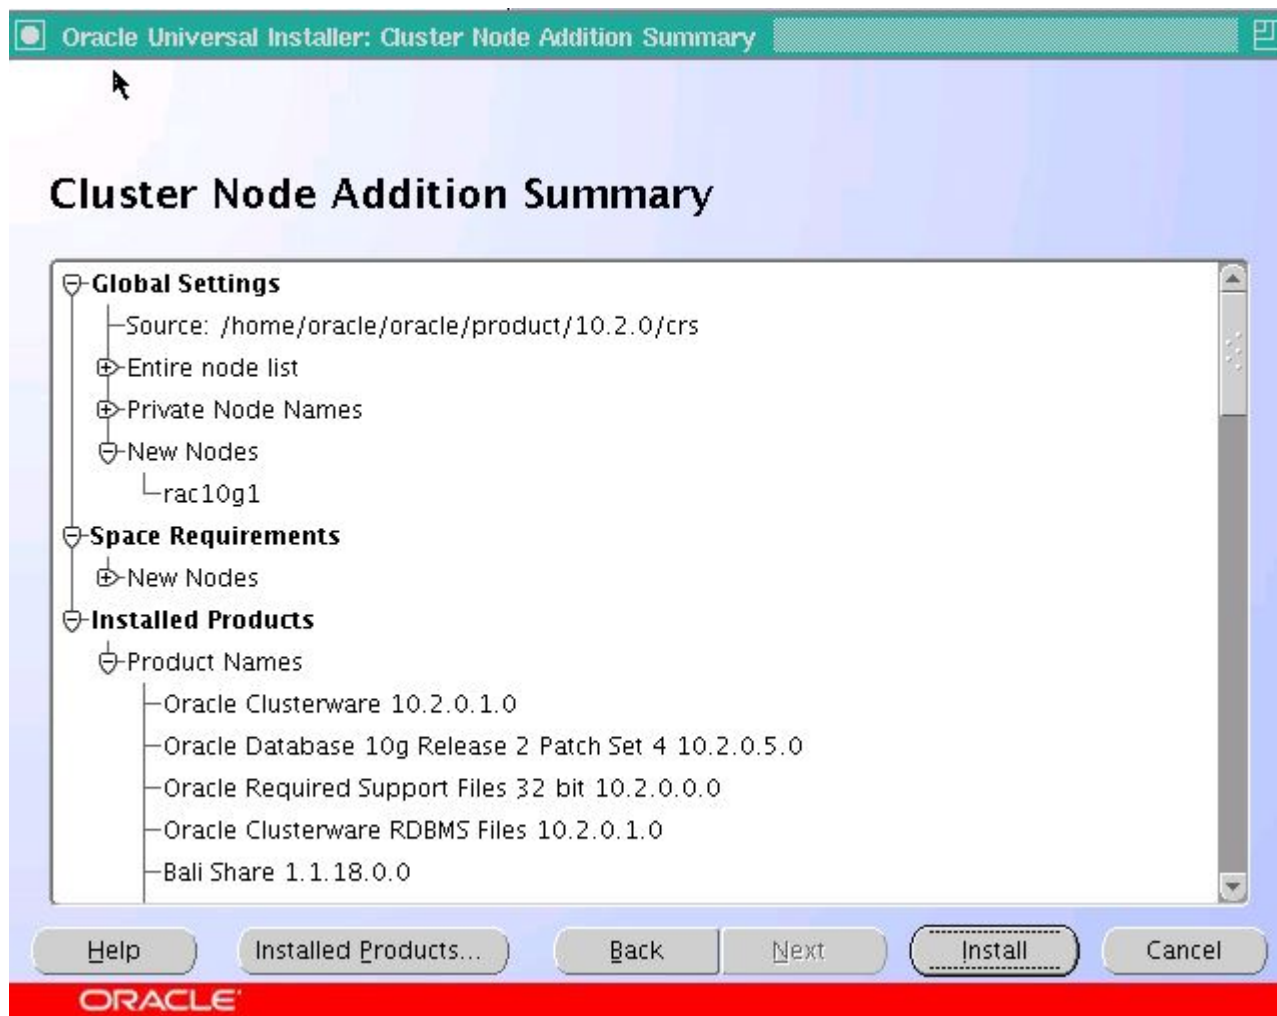 Oracle Universal Installer: Cluster Node Addition Summary
Cluster Node Addition Summary
Global Settings
Source: /home/oracle/oracle/product/10.2.0/crs
Entire node list
Private Node Names
New Nodes
rac10g1
Space Requirements
New Nodes
Installed Products
Product Names
Oracle Clusterware 10.2.0.1.0
Oracle Database 10g Release 2 Patch Set 4 10.2.0.5.0
Oracle Required Support Files 32 bit 10.2.0.0.0
Oracle Clusterware RDBMS Files 10.2.0.1.0
Bali Share 1.1.18.0.0
Help Installed Products... Back Next Install Cancel
ORACLE